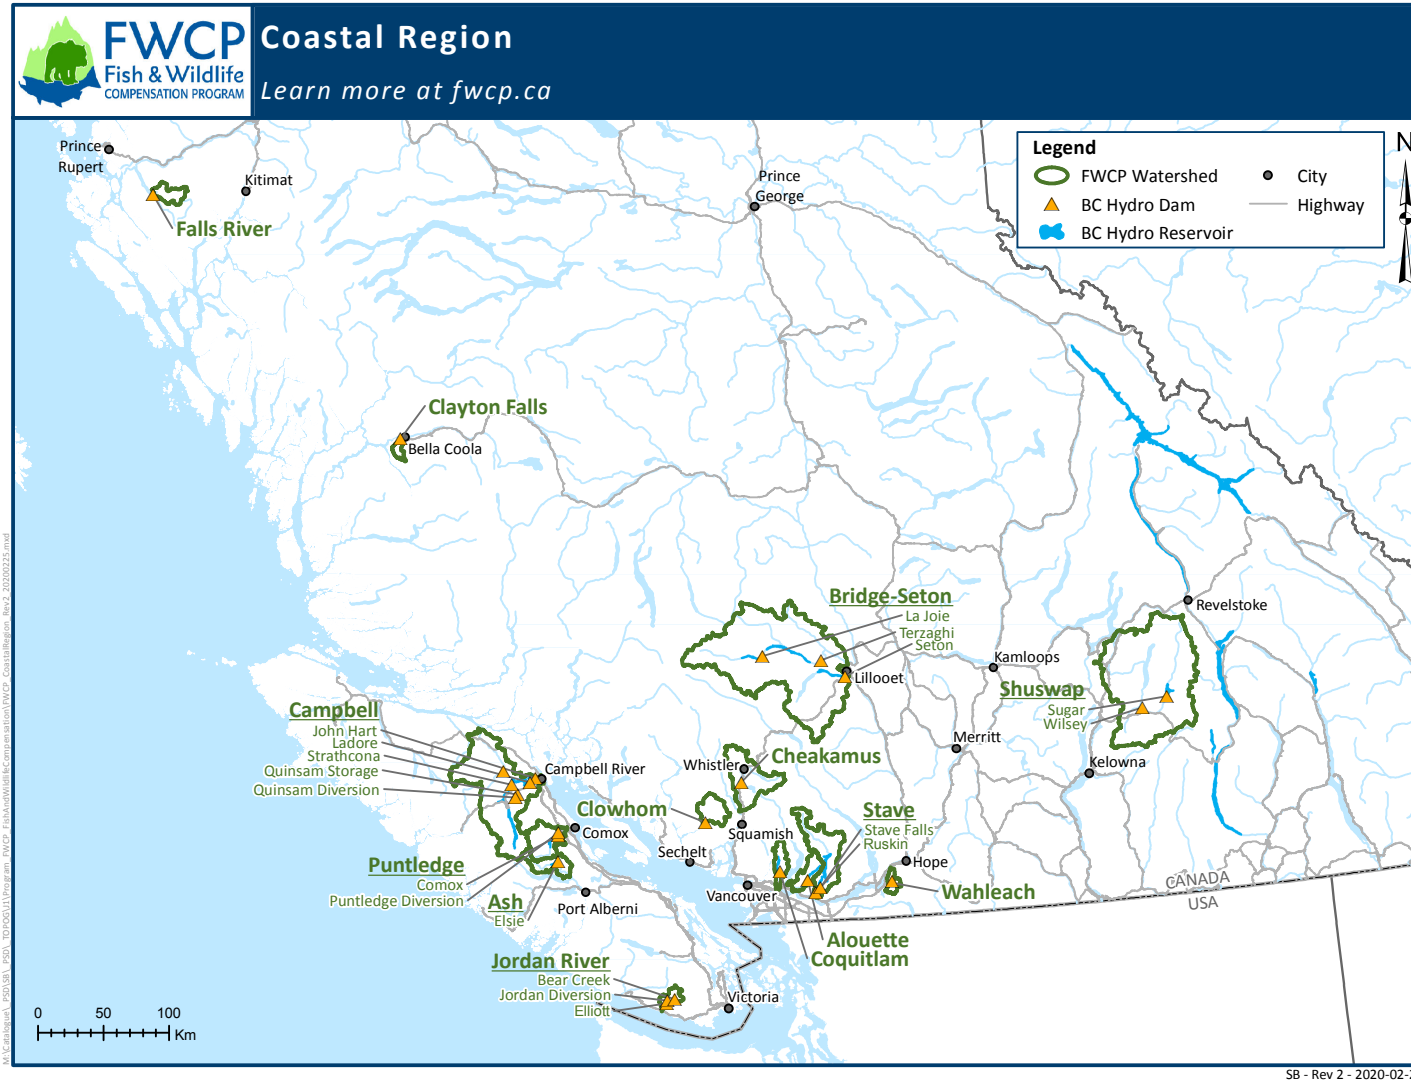 FWCP
Fish & Wildlife
COMPENSATION PROGRAM
Coastal Region
Learn more at fwcp.ca
Legend
FWCP Watershed
BC Hydro Dam
BC Hydro Reservoir
City
Highway
N
Prince
Rupert
Kitimat
Falls River
Prince
George
Clayton Falls
Bella Coola
Bridge-Seton
La Joie
Terzaghi
Seton
Lillooet
Revelstoke
Kamloops
Shuswap
Sugar
Wilsey
Merritt
Kelowna
Campbell
John Hart
Ladore
Strathcona
Quinsam Storage
Quinsam Diversion
Campbell River
Whistler
Cheakamus
Clowhom
Squamish
Stave
Stave Falls
Ruskin
Comox
Sechelt
Hope
Puntledge
Comox
Puntledge Diversion
Ash
Elsie
Port Alberni
Vancouver
Wahleach
CANADA
USA
Alouette
Coquitlam
Jordan River
Bear Creek
Jordan Diversion
Elliott
Victoria
0 50 100
Km
SB - Rev 2 - 2020-02-